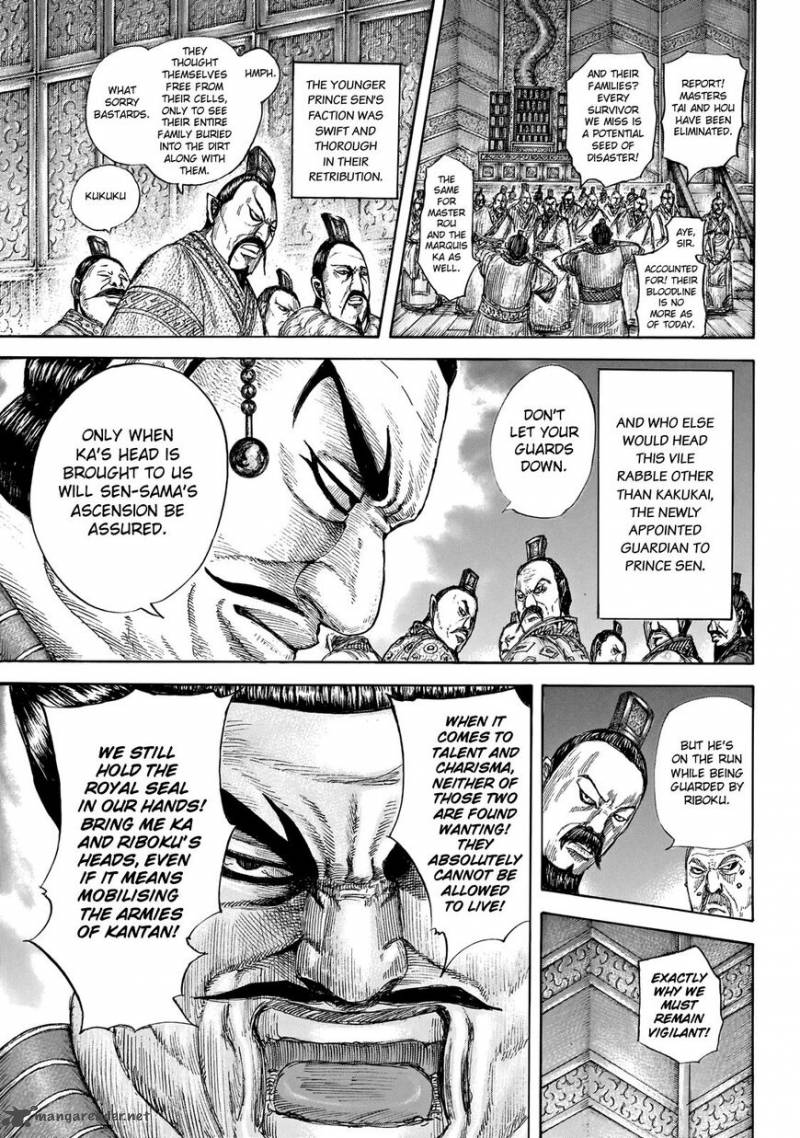 REPORT!
MASTERS
TAI AND HOU
HAVE BEEN
ELIMINATED.
AND THEIR
FAMILIES?
EVERY
SURVIVOR
WE MISS IS
A POTENTIAL
SEED OF
DISASTER!
AYE,
SIR.
ACCOUNTED
FOR! THEIR
BLOODLINE
IS NO
MORE AS
OF TODAY.
THE
SAME
FOR
MASTER
ROU
AND THE
MARQUIS
KA AS
WELL.
THE YOUNGER
PRINCE SEN'S
FACTION WAS
SWIFT AND
THOROUGH
IN THEIR
RETRIBUTION.
HMPH.
THEY
THOUGHT
THEMSELVES
FREE FROM
THEIR CELLS,
ONLY TO SEE
THEIR ENTIRE
FAMILY BURIED
INTO THE DIRT
ALONG WITH
THEM.
WHAT
SORRY
BASTARDS.
KUKUKU
AND WHO ELSE
WOULD HEAD
THIS VILE
RABBLE OTHER
THAN KAKUKAI,
THE NEWLY
APPOINTED
GUARDIAN TO
PRINCE SEN.
DON'T
LET YOUR
GUARDS
DOWN.
ONLY WHEN
KA'S HEAD IS
BROUGHT TO US
WILL SEN-SAMA'S
ASCENSION BE
ASSURED.
BUT HE'S
ON THE RUN
WHILE BEING
GUARDED BY
RIBOKU.
EXACTLY
WHY WE
MUST
REMAIN
VIGILANT!
WHEN IT
COMES TO
TALENT AND
CHARISMA,
NEITHER OF
THOSE TWO
ARE FOUND
WANTING!
THEY
ABSOLUTELY
CANNOT BE
ALLOWED
TO LIVE!
WE STILL
HOLD THE
ROYAL SEAL
IN OUR HANDS!
BRING ME KA
AND RIBOKU'S
HEADS, EVEN
IF IT MEANS
MOBILISING
THE ARMIES
OF KANTAN!
mangareader.net